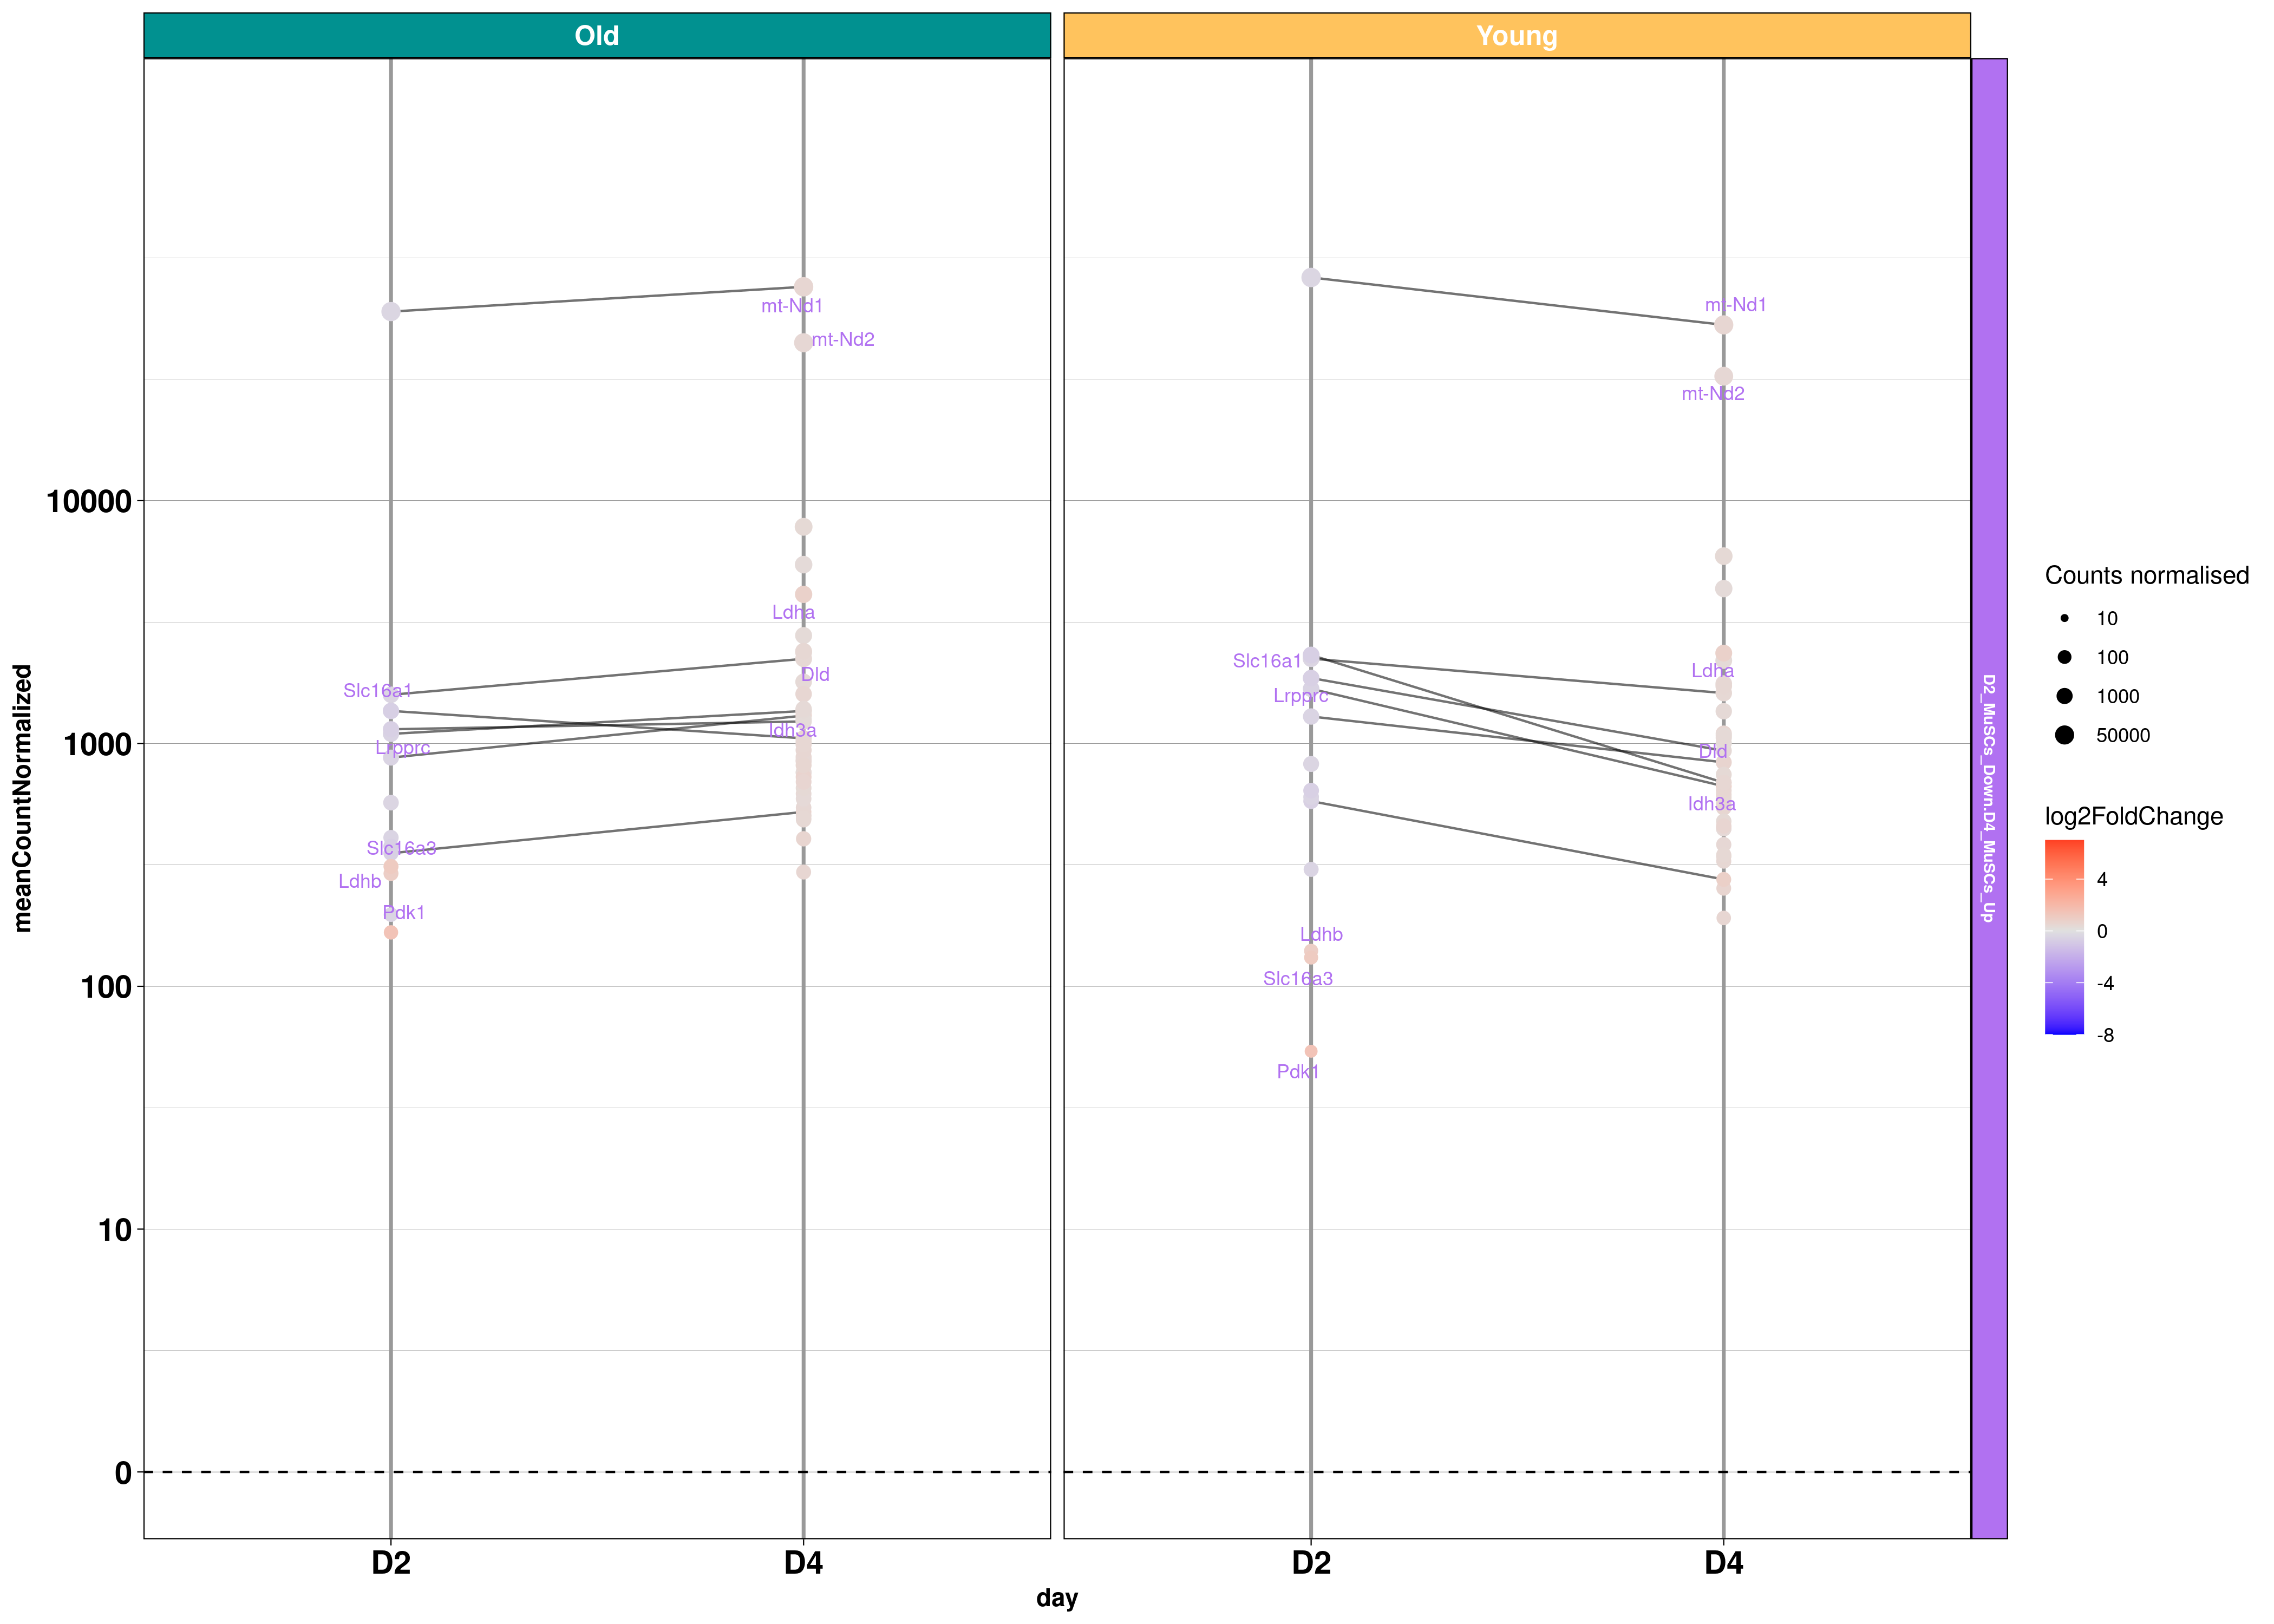 Old
Young
mt-Nd1
mt-Nd2
Ldha
Dld
Idh3a
Slc16a1
Lrpprc
Slc16a3
Ldhb
Pdk1
mt-Nd1
mt-Nd2
Slc16a1
Lrpprc
Ldha
Dld
Idh3a
Ldhb
Slc16a3
Pdk1
10000
1000
100
10
0
meanCountNormalized
D2
D4
D2
D4
day
D2_MuSCs_Down.D4_MuSCs_Up
Counts normalised
10
100
1000
50000
log2FoldChange
4
0
-4
-8